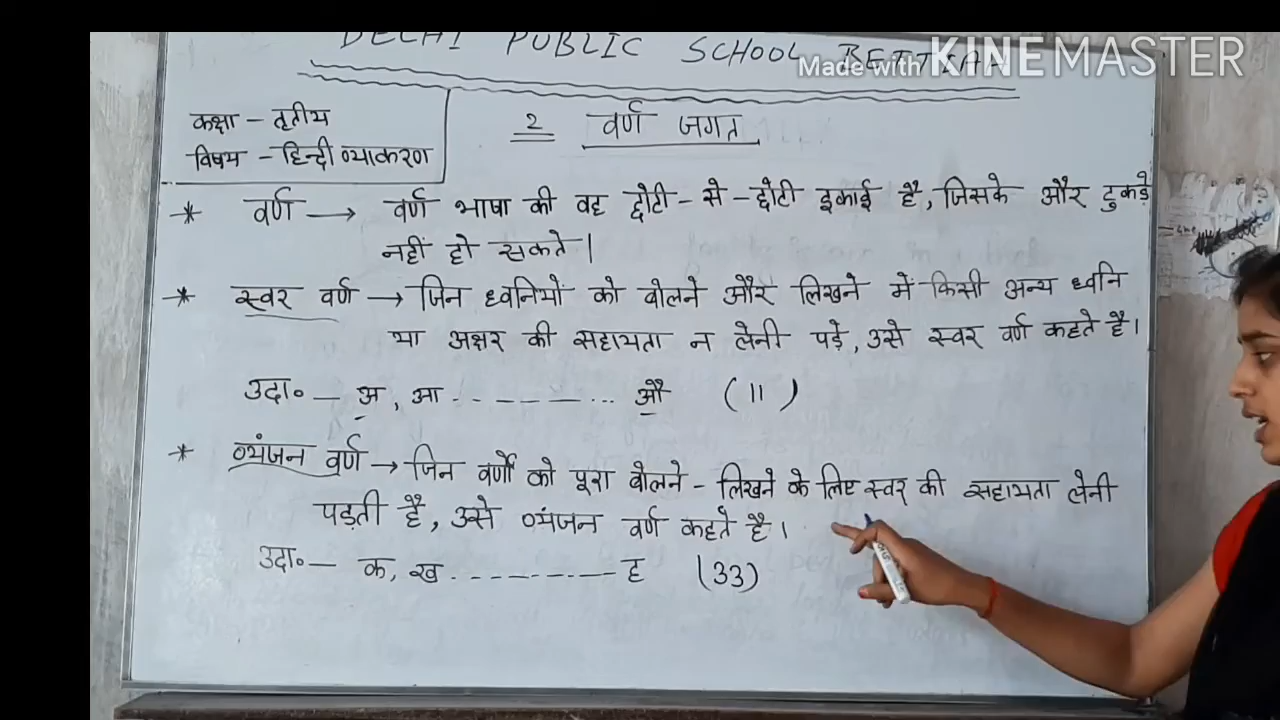 DELHI PUBLIC SCHOOL BETTIAH
Made with KINEMASTER
कक्षा - तृतीय
विषय - हिन्दी व्याकरण
2 वर्ण जगत
* वर्ण → वर्ण भाषा की वह छोटी - से - छोटी इकाई है, जिसके और टुकड़े
नहीं हो सकते।
* स्वर वर्ण → जिन ध्वनियों को बोलने और लिखने में किसी अन्य ध्वनि
या अक्षर की सहायता न लेनी पड़े, उसे स्वर वर्ण कहते है।
उदा॰ — अ, आ - - - - - - - ... औ (11)
* व्यंजन वर्ण → जिन वर्णों को पूरा बोलने - लिखने के लिए स्वर की सहायता लेनी
पड़ती है, उसे व्यंजन वर्ण कहते है।
उदा॰ — क, ख - - - - - - - ह (33)